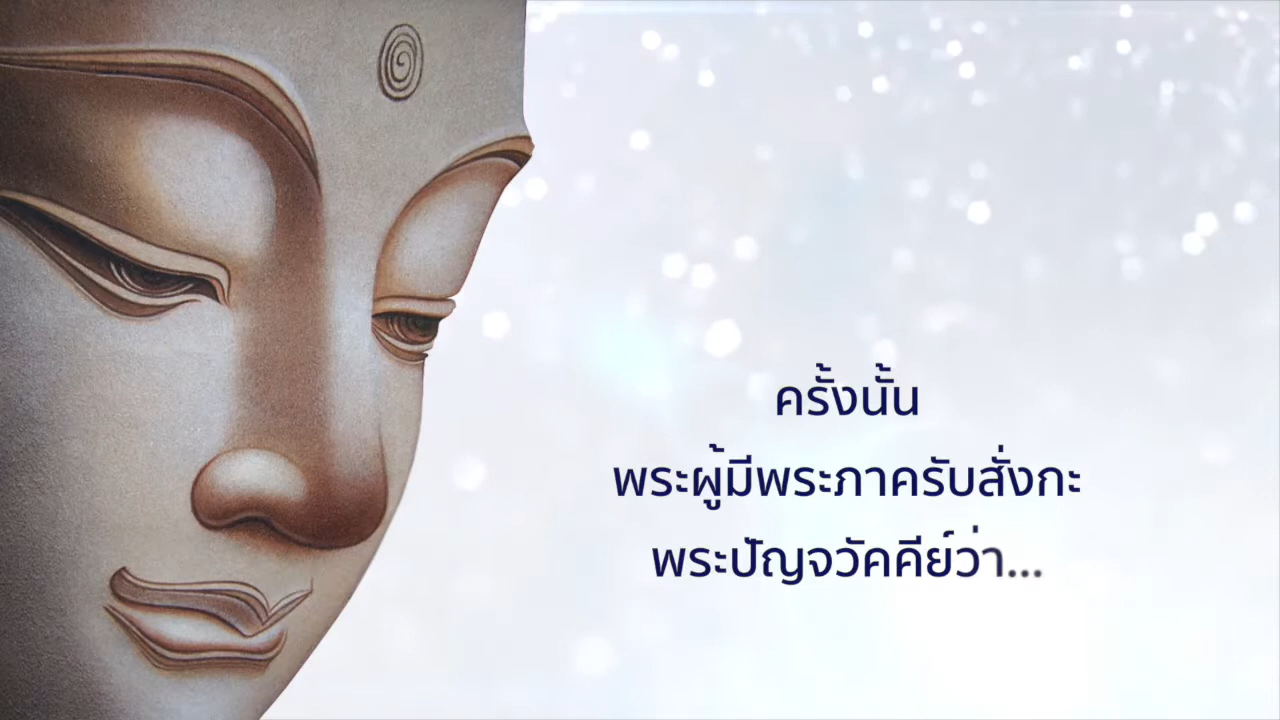 ครั้งนั้น
พระผู้มีพระภาครับสั่งกะ
พระปัญจวัคคีย์ว่า...